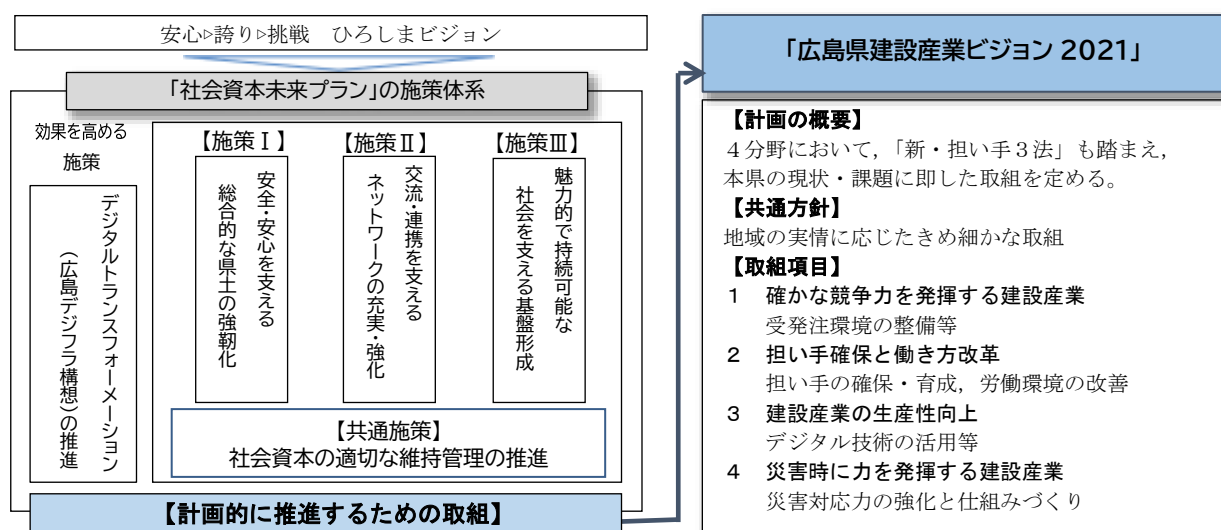 安心▷誇り▷挑戦　ひろしまビジョン
「社会資本未来プラン」の施策体系
効果を高める
施策
デジタルトランスフォーメーション
（広島デジフラ構想）の推進
【施策Ⅰ】
安全・安心を支える
総合的な県土の強靭化
【施策Ⅱ】
交流・連携を支える
ネットワークの充実・強化
【施策Ⅲ】
魅力的で持続可能な
社会を支える基盤形成
【共通施策】
社会資本の適切な維持管理の推進
【計画的に推進するための取組】
「広島県建設産業ビジョン 2021」
【計画の概要】
４分野において，「新・担い手３法」も踏まえ，
本県の現状・課題に即した取組を定める。
【共通方針】
地域の実情に応じたきめ細かな取組
【取組項目】
１　確かな競争力を発揮する建設産業
受発注環境の整備等
２　担い手確保と働き方改革
担い手の確保・育成，労働環境の改善
３　建設産業の生産性向上
デジタル技術の活用等
４　災害時に力を発揮する建設産業
災害対応力の強化と仕組みづくり